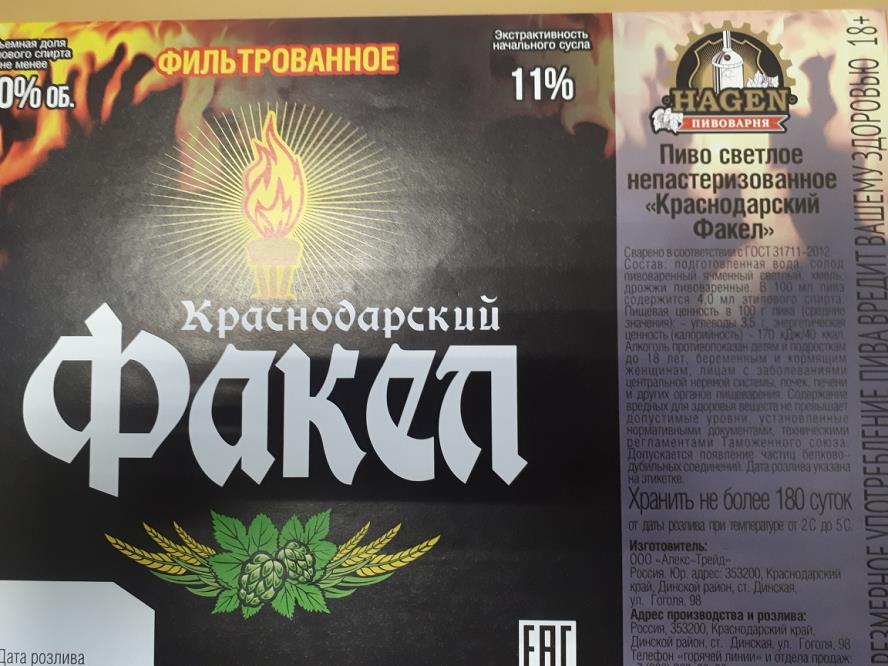 ъемная доля
лового спирта
не менее
0% ОБ.
ФИЛЬТРОВАННОЕ
Экстрактивность
начального сусла
11%
Краснодарский
Факел
Дата розлива
EAC
HAGEN
ПИВОВАРНЯ
Пиво светлое
непастеризованное
«Краснодарский
Факел»
Сварено в соответствии с ГОСТ 31711-2012.
Состав: подготовленная вода, солод
пивоваренный ячменный светлый, хмель,
дрожжи пивоваренные. В 100 мл пива
содержится 4,0 мл этилового спирта.
Пищевая ценность в 100 г пива (средние
значения): - углеводы 3,5 г, энергетическая
ценность (калорийность) - 170 кДж/40 ккал.
Алкоголь противопоказан детям и подросткам
до 18 лет, беременным и кормящим
женщинам, лицам с заболеваниями
центральной нервной системы, почек, печени
и других органов пищеварения. Содержание
вредных для здоровья веществ не превышает
допустимые уровни, установленные
нормативными документами, техническими
регламентами Таможенного союза.
Допускается появление частиц белково-
дубильных соединений. Дата розлива указана
на этикетке.
Хранить не более 180 суток
от даты розлива при температуре от 2С до 5С.
Изготовитель:
ООО «Алекс-Трейд»
Россия. Юр. адрес: 353200, Краснодарский
край, Динской район, ст. Динская,
ул. Гоголя, 98
Адрес производства и розлива:
Россия, 353200, Краснодарский край,
Динской район, ст. Динская, ул. Гоголя, 98
Телефон «горячей линии» и отдела продаж:
РЕЗМЕРНОЕ УПОТРЕБЛЕНИЕ ПИВА ВРЕДИТ ВАШЕМУ ЗДОРОВЬЮ 18+